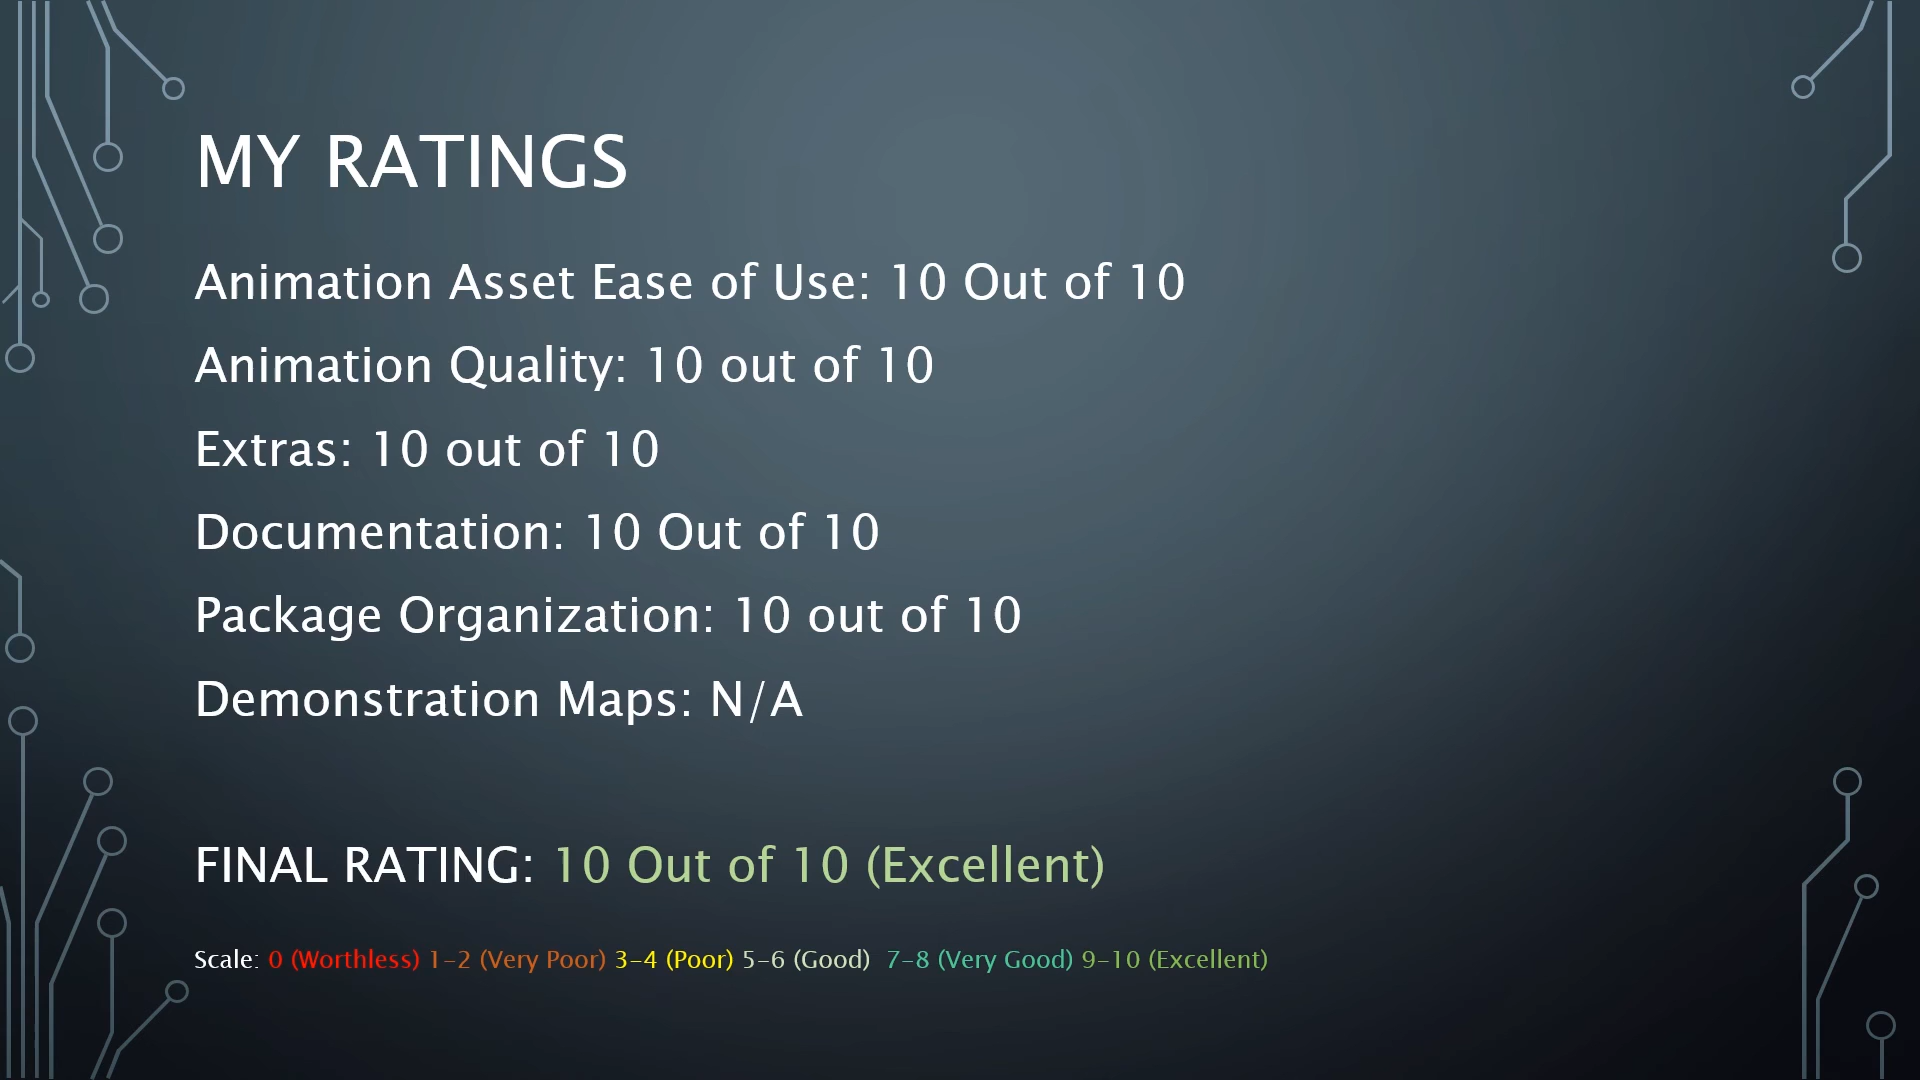 MY RATINGS
Animation Asset Ease of Use: 10 Out of 10
Animation Quality: 10 out of 10
Extras: 10 out of 10
Documentation: 10 Out of 10
Package Organization: 10 out of 10
Demonstration Maps: N/A
FINAL RATING: 10 Out of 10 (Excellent)
Scale: 0 (Worthless) 1-2 (Very Poor) 3-4 (Poor) 5-6 (Good) 7-8 (Very Good) 9-10 (Excellent)